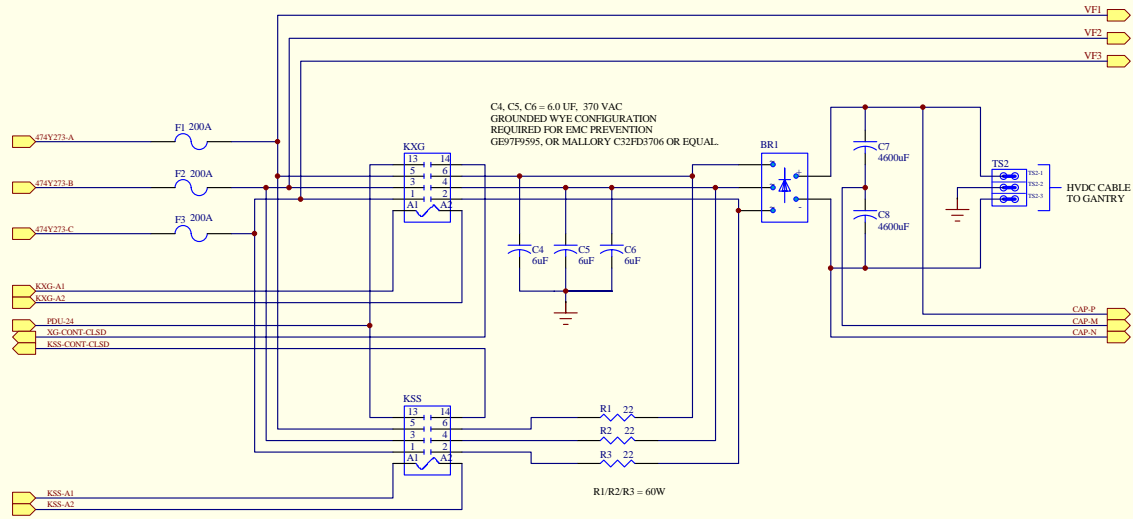 VF1
VF2
VF3
C4, C5, C6 = 6.0 UF, 370 VAC
GROUNDED WYE CONFIGURATION
REQUIRED FOR EMC PREVENTION
GE97F9595, OR MALLORY C32FD3706 OR EQUAL.
474Y273-A
F1 200A
474Y273-B
F2 200A
474Y273-C
F3 200A
KXG
13 14
5 6
3 4
1 2
A1 A2
BR1
+
-
C7
4600uF
C8
4600uF
TS2
TS2-1
TS2-2
TS2-3
HVDC CABLE
TO GANTRY
C4
6uF
C5
6uF
C6
6uF
KXG-A1
KXG-A2
PDU-24
XG-CONT-CLSD
KSS-CONT-CLSD
CAP-P
CAP-M
CAP-N
KSS
13 14
5 6
3 4
1 2
A1 A2
R1 22
R2 22
R3 22
R1/R2/R3 = 60W
KSS-A1
KSS-A2